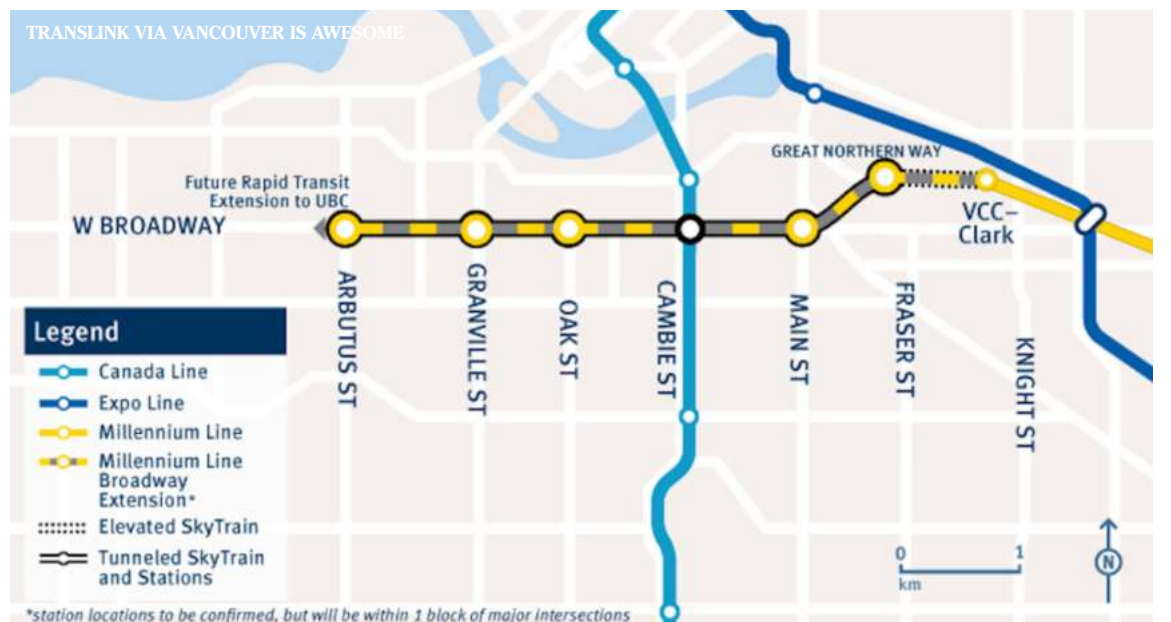 TRANSLINK VIA VANCOUVER IS AWESOME
GREAT NORTHERN WAY
Future Rapid Transit
Extension to UBC
W BROADWAY
VCC–
Clark
ARBUTUS ST
GRANVILLE ST
OAK ST
CAMBIE ST
MAIN ST
FRASER ST
KNIGHT ST
Legend
Canada Line
Expo Line
Millennium Line
Millennium Line
Broadway
Extension*
Elevated SkyTrain
Tunneled SkyTrain
and Stations
0 1
km
N
*station locations to be confirmed, but will be within 1 block of major intersections